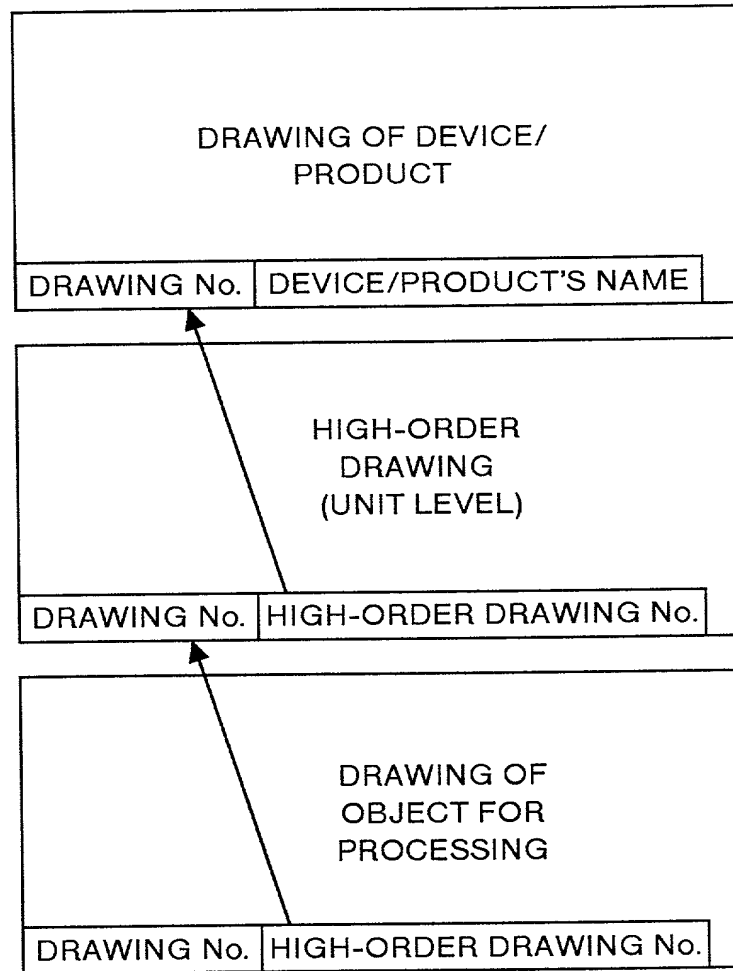 DRAWING OF DEVICE/
PRODUCT
DRAWING No. DEVICE/PRODUCT'S NAME
HIGH-ORDER
DRAWING
(UNIT LEVEL)
DRAWING No. HIGH-ORDER DRAWING No.
DRAWING OF
OBJECT FOR
PROCESSING
DRAWING No. HIGH-ORDER DRAWING No.